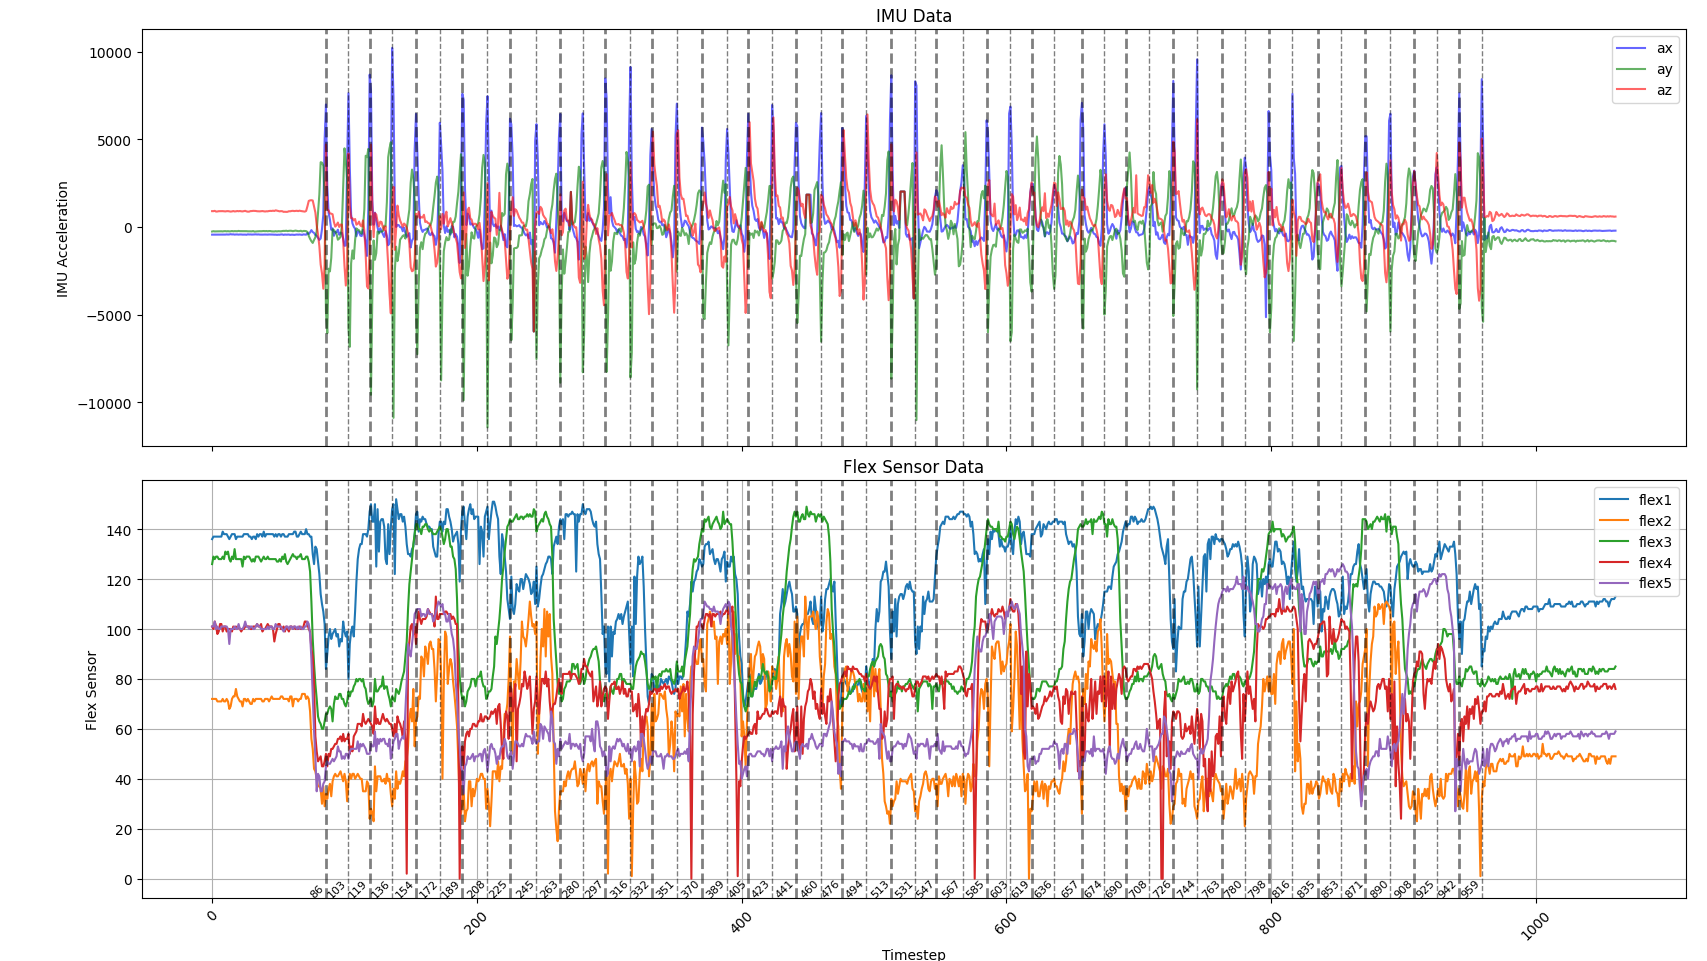 IMU Data
10000
5000
0
−5000
−10000
IMU Acceleration
ax
ay
az
Flex Sensor Data
140
120
100
80
60
40
20
0
Flex Sensor
flex1
flex2
flex3
flex4
flex5
86 103 119 136 154 172 189 208 225 245 263 280 297 316 332 351 370 389 405 423 441 460 476 494 513 531 547 567 585 603 619 636 657 674 690 708 726 744 763 780 798 816 835 853 871 890 908 925 942 959
0 200 400 600 800 1000
Timestep